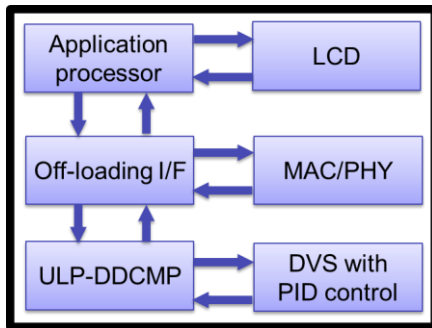 Application
processor
LCD
Off-loading I/F
MAC/PHY
ULP-DDCMP
DVS with
PID control